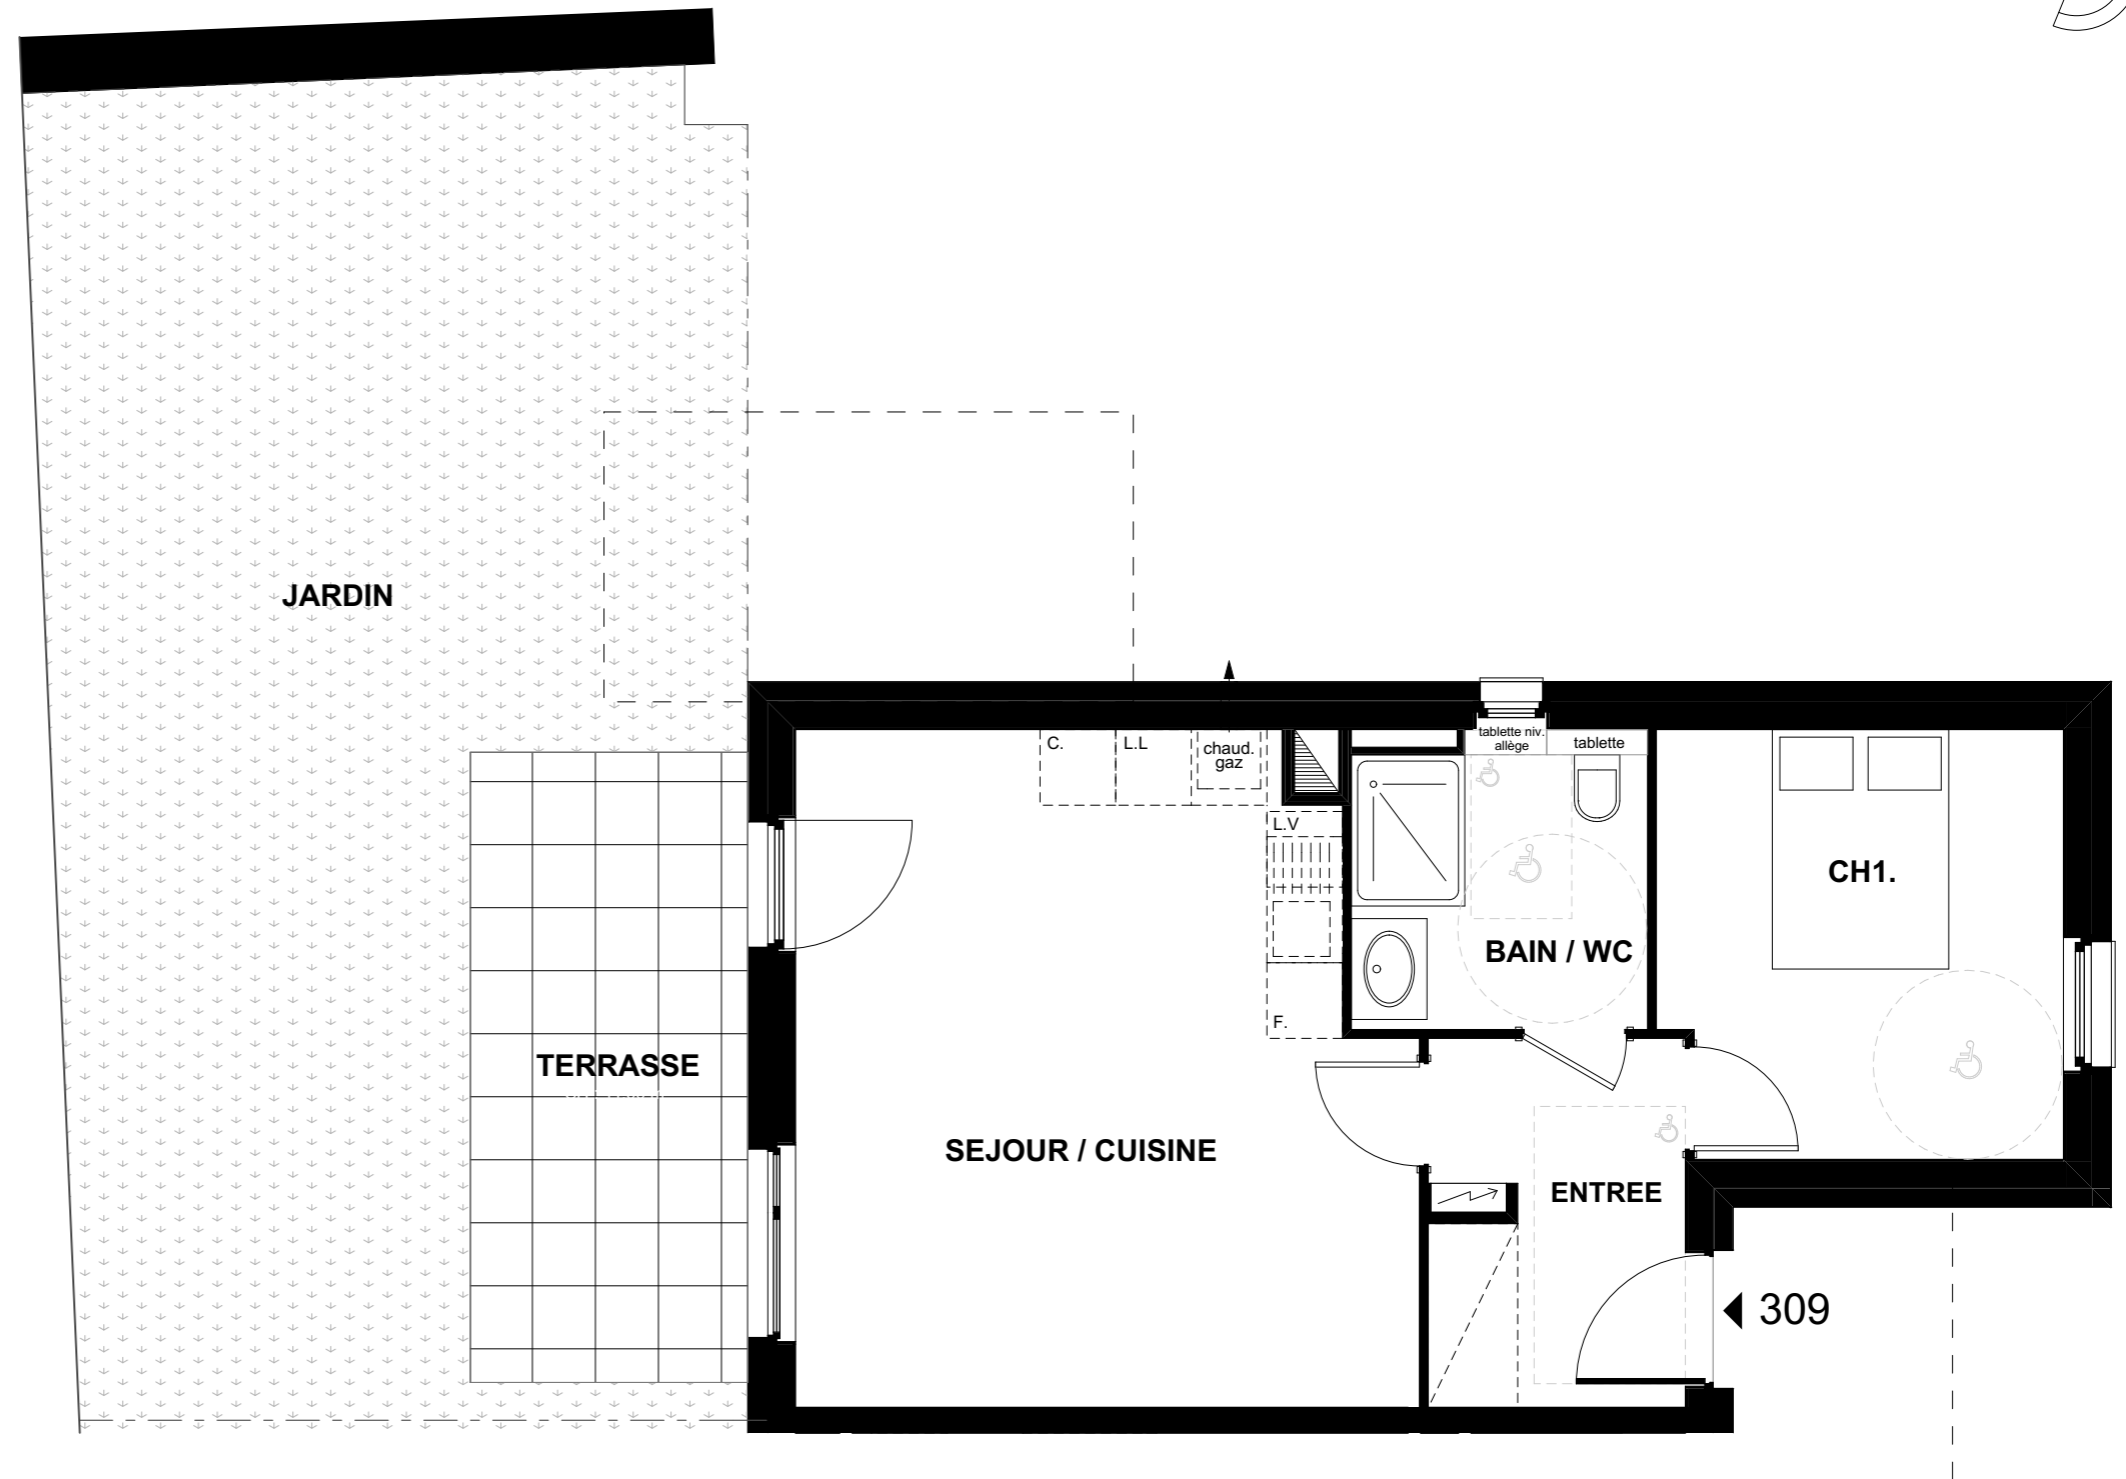 JARDIN
C.
L.L
chaud.
gaz
tablette niv.
allège
tablette
L.V
CH1.
BAIN / WC
F.
TERRASSE
SEJOUR / CUISINE
ENTREE
309